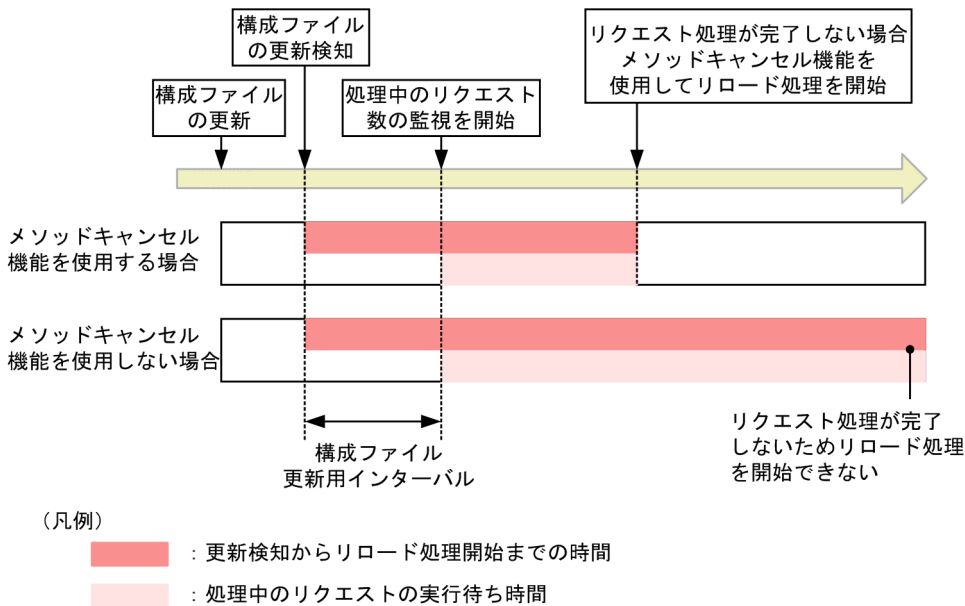 構成ファイル
の更新検知
リクエスト処理が完了しない場合
メソッドキャンセル機能を
使用してリロード処理を開始
構成ファイル
の更新
処理中のリクエスト
数の監視を開始
メソッドキャンセル
機能を使用する場合
メソッドキャンセル
機能を使用しない場合
リクエスト処理が完了
しないためリロード処理
を開始できない
構成ファイル
更新用インターバル
（凡例）
：更新検知からリロード処理開始までの時間
：処理中のリクエストの実行待ち時間